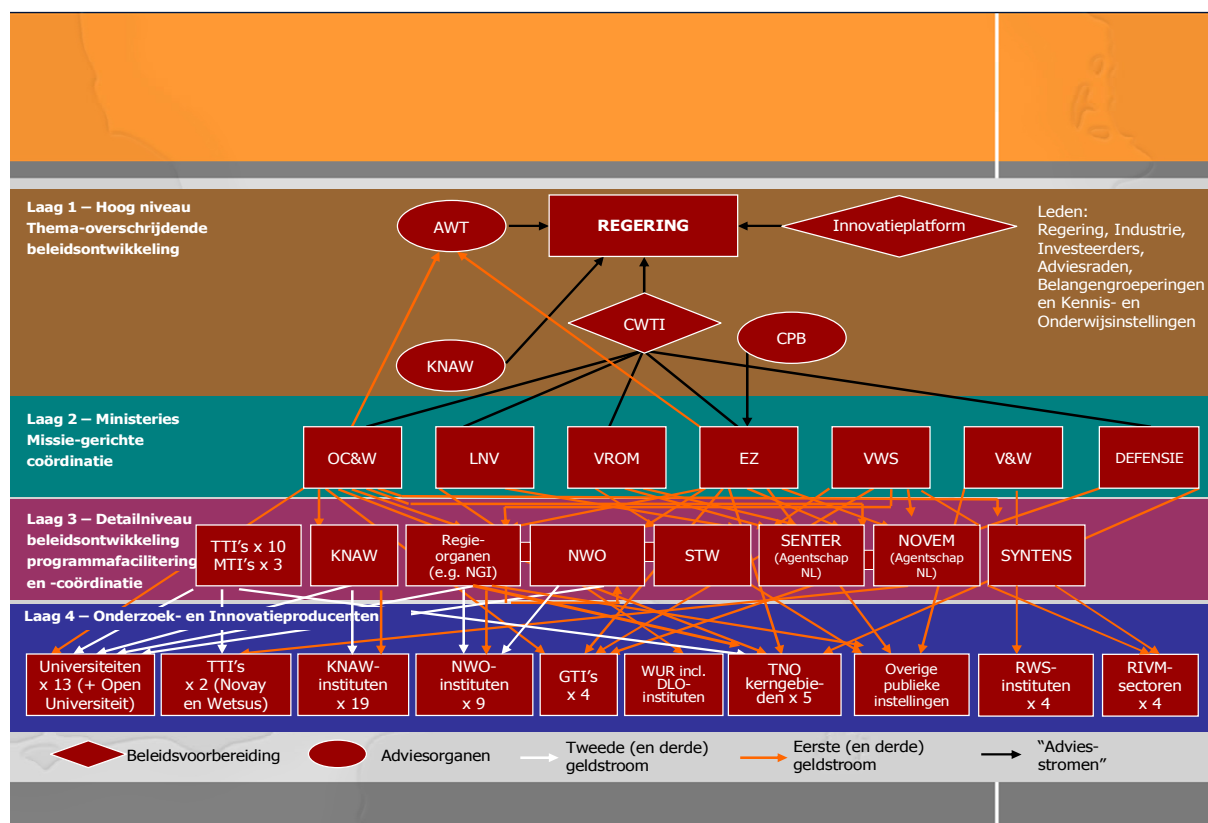 Laag 1 – Hoog niveau
Thema-overschrijdende
beleidsontwikkeling
AWT
REGERING
Innovatieplatform
Leden:
Regering, Industrie,
Investeerders,
Adviesraden,
Belangengroeperingen
en Kennis- en
Onderwijsinstellingen
CWTI
CPB
KNAW
Laag 2 – Ministeries
Missie-gerichte
coördinatie
OC&W
LNV
VROM
EZ
VWS
V&W
DEFENSIE
Laag 3 – Detailniveau
beleidsontwikkeling
programmafacilitering
en -coördinatie
TTI's x 10
MTI's x 3
KNAW
Regie-
organen
(e.g. NGI)
NWO
STW
SENTER
(Agentschap
NL)
NOVEM
(Agentschap
NL)
SYNTENS
Laag 4 – Onderzoek- en Innovatieproducenten
Universiteiten
x 13 (+ Open
Universiteit)
TTI's
x 2 (Novay
en Wetsus)
KNAW-
instituten
x 19
NWO-
instituten
x 9
GTI's
x 4
WUR incl.
DLO-
instituten
TNO
kerngebie-
den x 5
Overige
publieke
instellingen
RWS-
instituten
x 4
RIVM-
sectoren
x 4
Beleidsvoorbereiding
Adviesorganen
Tweede (en derde)
geldstroom
Eerste (en derde)
geldstroom
“Advies-
stromen”